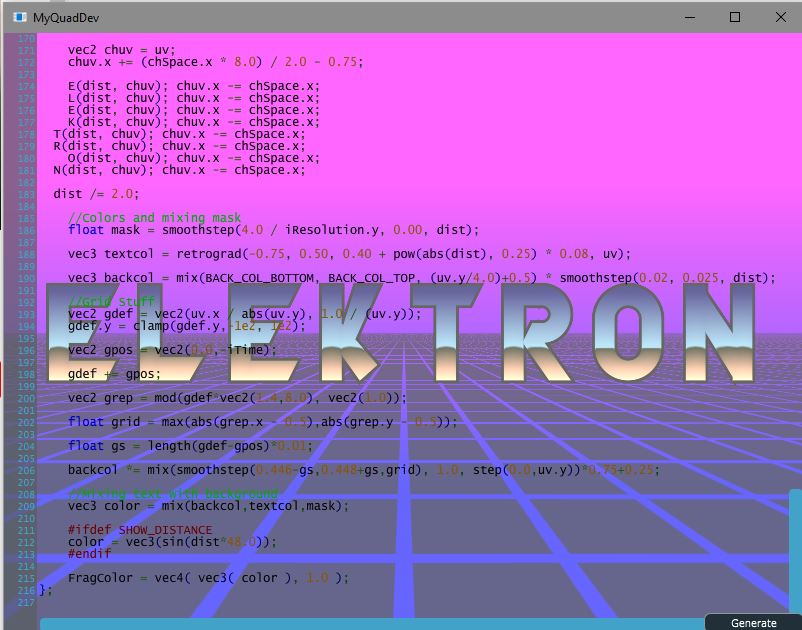 MyQuadDev
170
171 vec2 chuv = uv;
172 chuv.x += (chSpace.x * 8.0) / 2.0 - 0.75;
173
174 E(dist, chuv); chuv.x -= chSpace.x;
175 L(dist, chuv); chuv.x -= chSpace.x;
176 E(dist, chuv); chuv.x -= chSpace.x;
177 K(dist, chuv); chuv.x -= chSpace.x;
178 T(dist, chuv); chuv.x -= chSpace.x;
179 R(dist, chuv); chuv.x -= chSpace.x;
180 O(dist, chuv); chuv.x -= chSpace.x;
181 N(dist, chuv); chuv.x -= chSpace.x;
182
183 dist /= 2.0;
184
185 //Colors and mixing mask
186 float mask = smoothstep(4.0 / iResolution.y, 0.00, dist);
187
188 vec3 textcol = retrograd(-0.75, 0.50, 0.40 + pow(abs(dist), 0.25) * 0.08, uv);
189
190 vec3 backcol = mix(BACK_COL_BOTTOM, BACK_COL_TOP, (uv.y/4.0)+0.5) * smoothstep(0.02, 0.025, dist);
191
192 //Grid Stuff
193 vec2 gdef = vec2(uv.x / abs(uv.y), 1.0 / (uv.y));
194 gdef.y = clamp(gdef.y,-1e2, 1e2);
195
ELEKTRON
196 vec2 gpos = vec2(0.0,-iTime);
197
198 gdef += gpos;
199
200 vec2 grep = mod(gdef*vec2(1.4,8.0), vec2(1.0));
201
202 float grid = max(abs(grep.x - 0.5),abs(grep.y - 0.5));
203
204 float gs = length(gdef-gpos)*0.01;
205
206 backcol *= mix(smoothstep(0.446-gs,0.448+gs,grid), 1.0, step(0.0,uv.y))*0.75+0.25;
207
208 //Mixing text with background
209 vec3 color = mix(backcol,textcol,mask);
210
211 #ifdef SHOW_DISTANCE
212 color = vec3(sin(dist*48.0));
213 #endif
214
215 FragColor = vec4( vec3( color ), 1.0 );
216 };
217
Generate